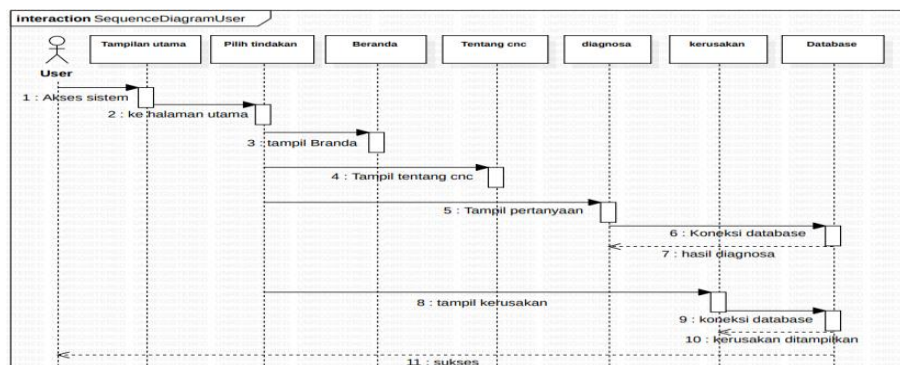 interaction SequenceDiagramUser
Tampilan utama
Pilih tindakan
Beranda
Tentang cnc
diagnosa
kerusakan
Database
User
1 : Akses sistem
2 : ke halaman utama
3 : tampil Branda
4 : Tampil tentang cnc
5 : Tampil pertanyaan
6 : Koneksi database
7 : hasil diagnosa
8 : tampil kerusakan
9 : koneksi database
10 : kerusakan ditampilkan
11 : sukses